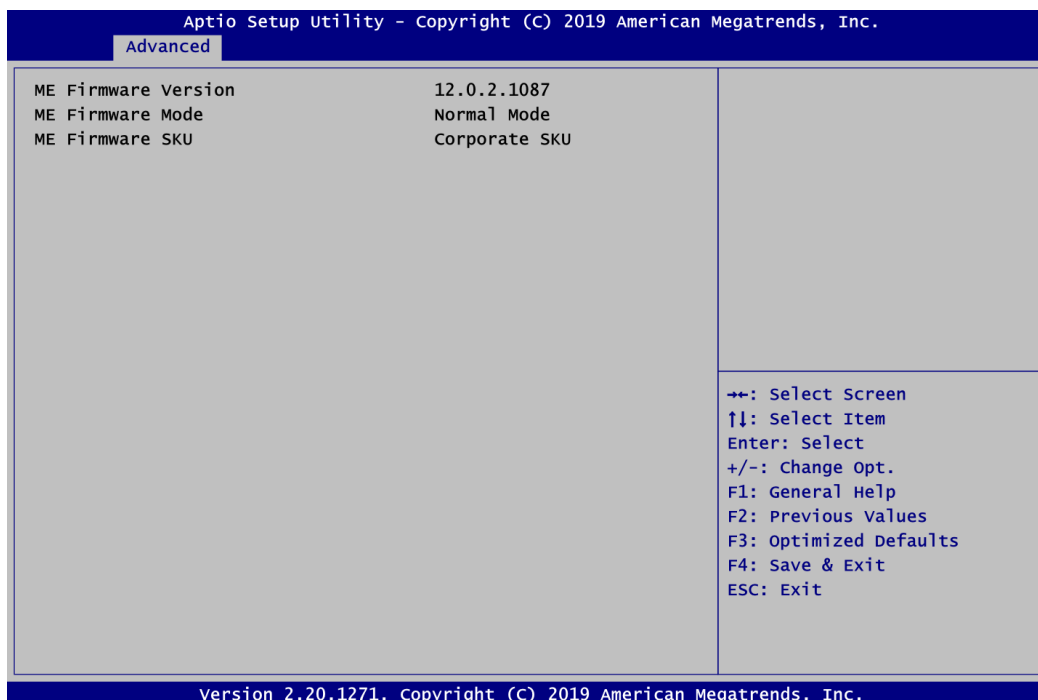 Aptio Setup Utility – Copyright (C) 2019 American Megatrends, Inc.
Advanced
ME Firmware Version 12.0.2.1087
ME Firmware Mode Normal Mode
ME Firmware SKU Corporate SKU
→←: Select Screen
↑↓: Select Item
Enter: Select
+/-: Change Opt.
F1: General Help
F2: Previous Values
F3: Optimized Defaults
F4: Save & Exit
ESC: Exit
Version 2.20.1271. Copyright (C) 2019 American Megatrends, Inc.